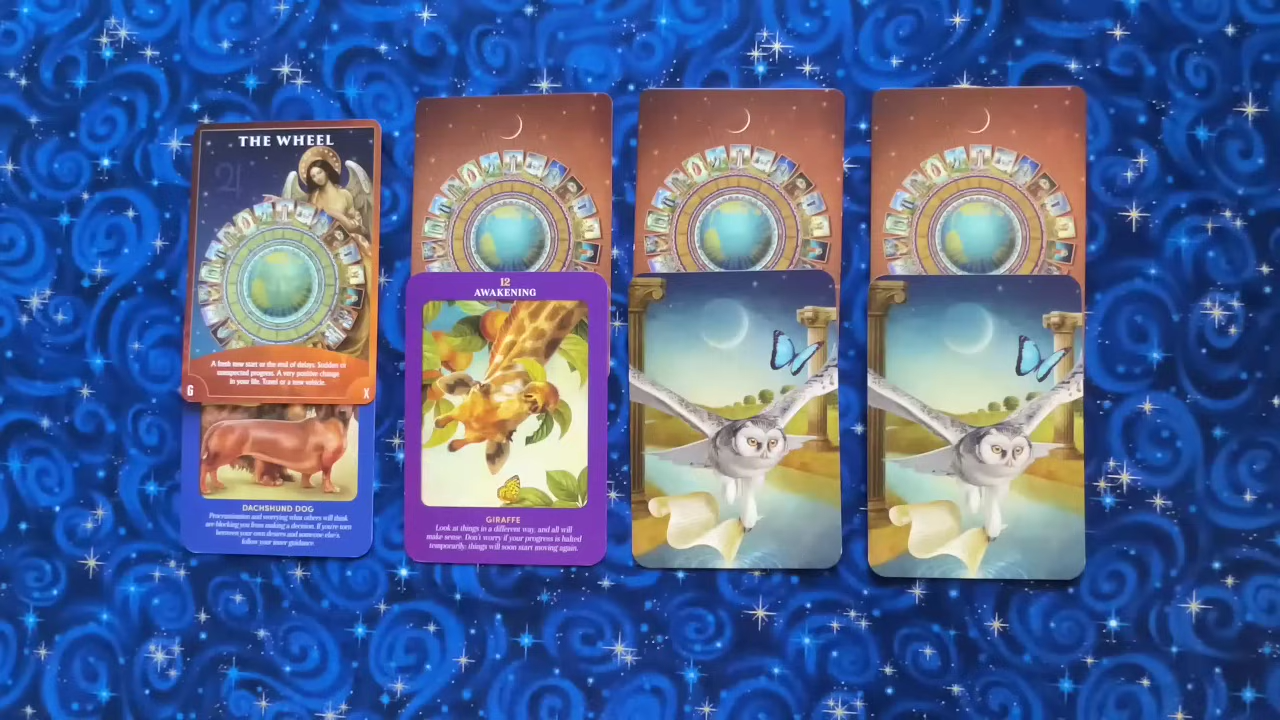 THE WHEEL
A fresh new start or the end of delays. Sudden or
unexpected progress. A very positive change
in your life. Travel or a new vehicle.
G X
DACHSHUND DOG
Procrastination and worrying what others will think
are blocking you from making a decision. If you're torn
between your own desires and someone else's,
follow your inner guidance.
12
AWAKENING
GIRAFFE
Look at things in a different way, and all will
make sense. Don't worry if your progress is halted
temporarily; things will soon start moving again.